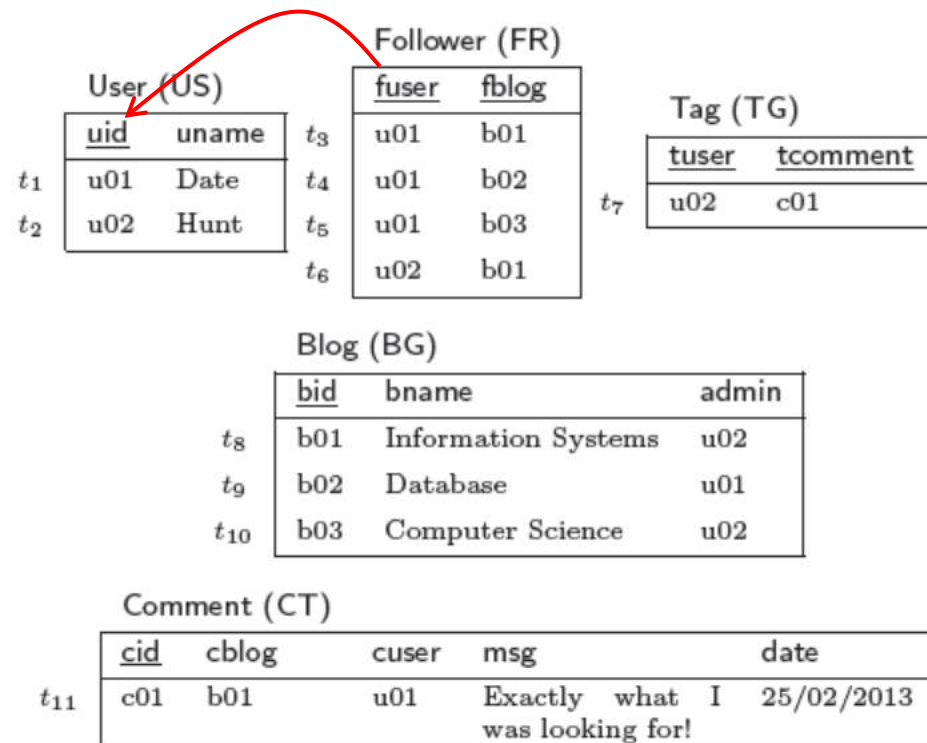 Follower (FR)
fuser fblog
t3 u01 b01
t4 u01 b02
t5 u01 b03
t6 u02 b01
User (US)
uid uname
t1 u01 Date
t2 u02 Hunt
Tag (TG)
tuser tcomment
t7 u02 c01
Blog (BG)
bid bname admin
t8 b01 Information Systems u02
t9 b02 Database u01
t10 b03 Computer Science u02
Comment (CT)
cid cblog cuser msg date
t11 c01 b01 u01 Exactly what I 25/02/2013
was looking for!